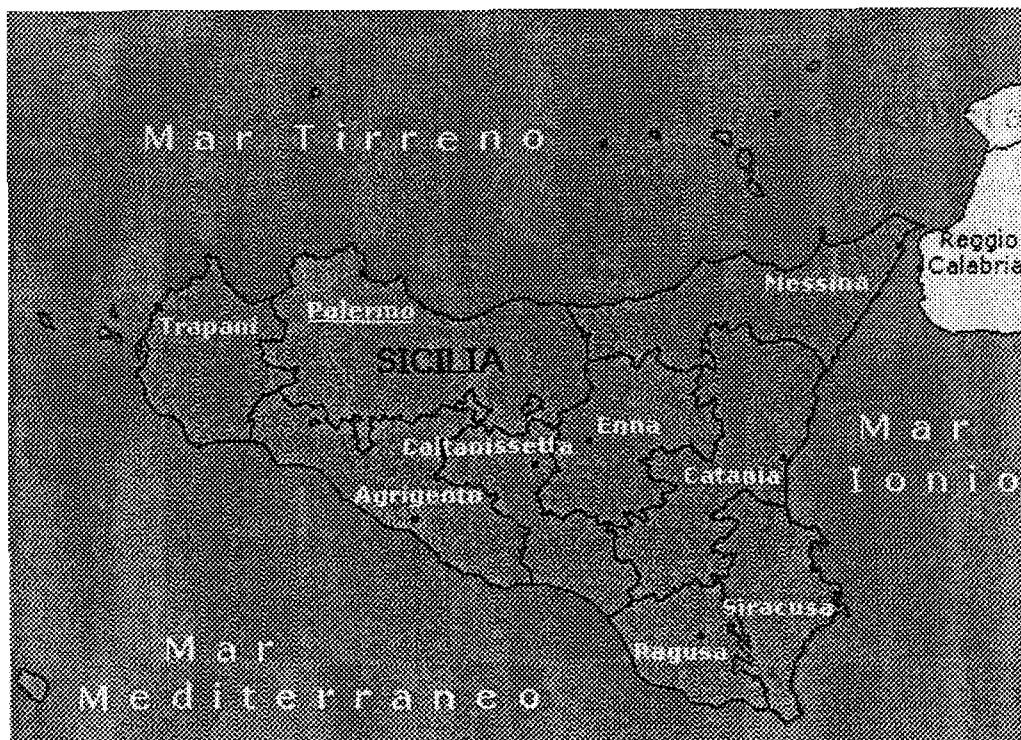 Mar Tirreno
Reggio
Calabria
Messina
Trapani
Palermo
SICILIA
Mar
Ionio
Enna
Caltanissetta
Catania
Agrigento
Siracusa
Ragusa
Mar
Mediterraneo